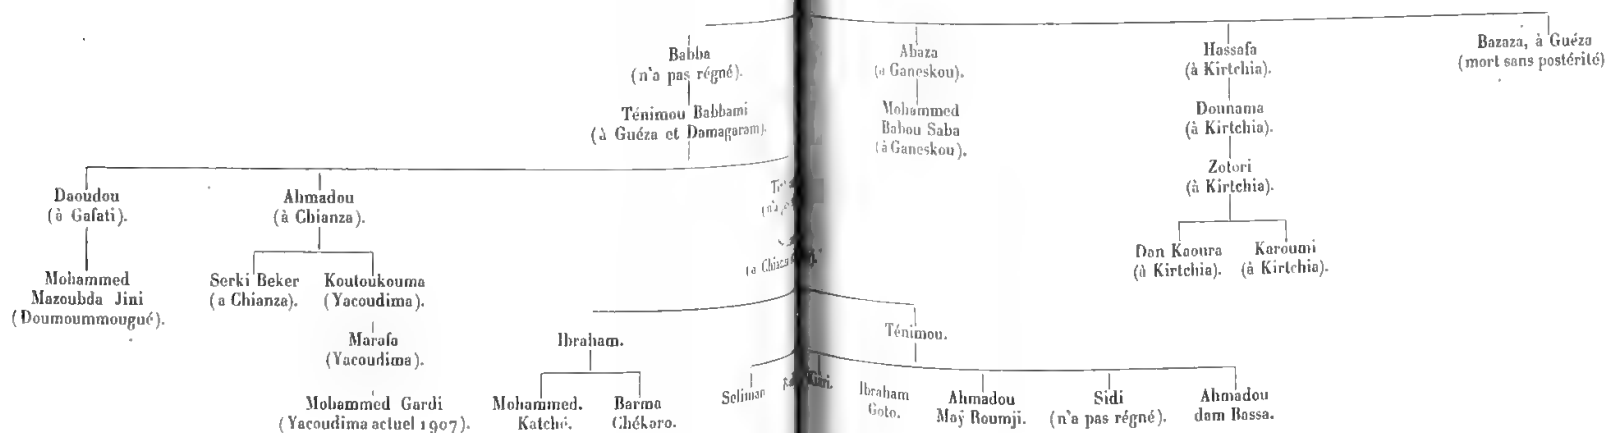 Babba
(n'a pas régné).
Abaza
(à Ganeskou).
Hassafa
(à Kirtchia).
Bazaza, à Guéza
(mort sans postérité)
Ténimou Babbami
(à Guéza et Damagaram).
Mohammed
Babou Saba
(à Ganeskou).
Dounama
(à Kirtchia).
Zotori
(à Kirtchia).
Daoudou
(à Gafati).
Ahmadou
(à Chianza).
Dan Kaoura
(à Kirtchia).
Karoumi
(à Kirtchia).
Mohammed
Mazoubda Jini
(Doumoummougué).
Serki Beker
(a Chianza).
Koutoukouma
(Yacoudima).
Marafa
(Yacoudima).
Mohammed Gardi
(Yacoudima actuel 1907).
Ibraham.
Ténimou.
Mohammed.
Katché.
Barma
Chékaro.
Seliman
Ibraham
Goto.
Ahmadou
Maÿ Roumji.
Sidi
(n'a pas régné).
Ahmadou
dam Bassa.